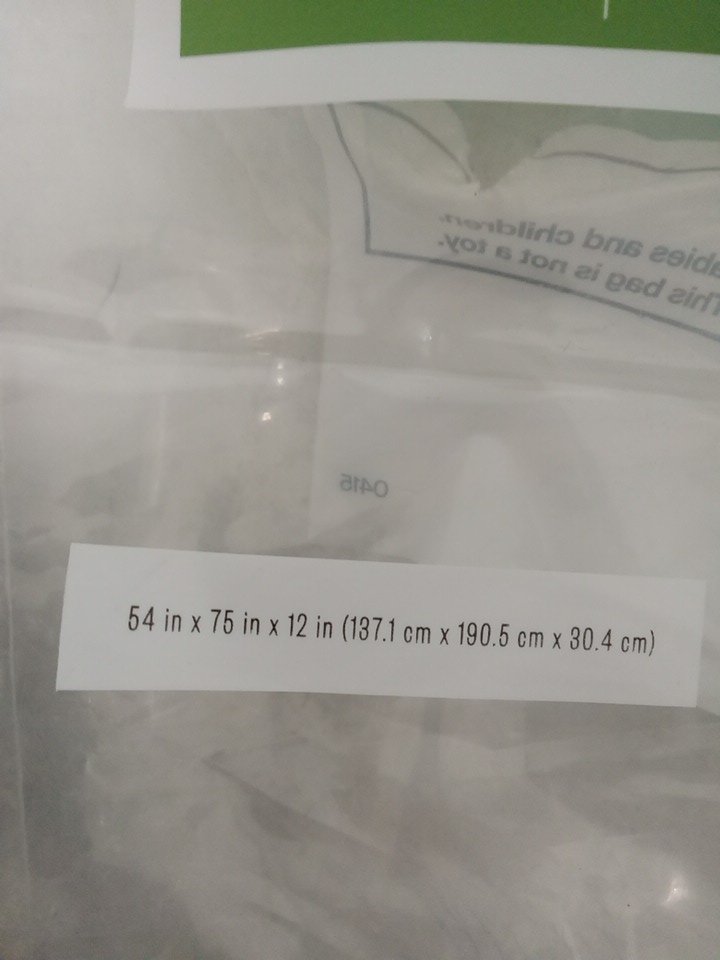 babies and children.
This bag is not a toy.
0415
54 in x 75 in x 12 in (137.1 cm x 190.5 cm x 30.4 cm)